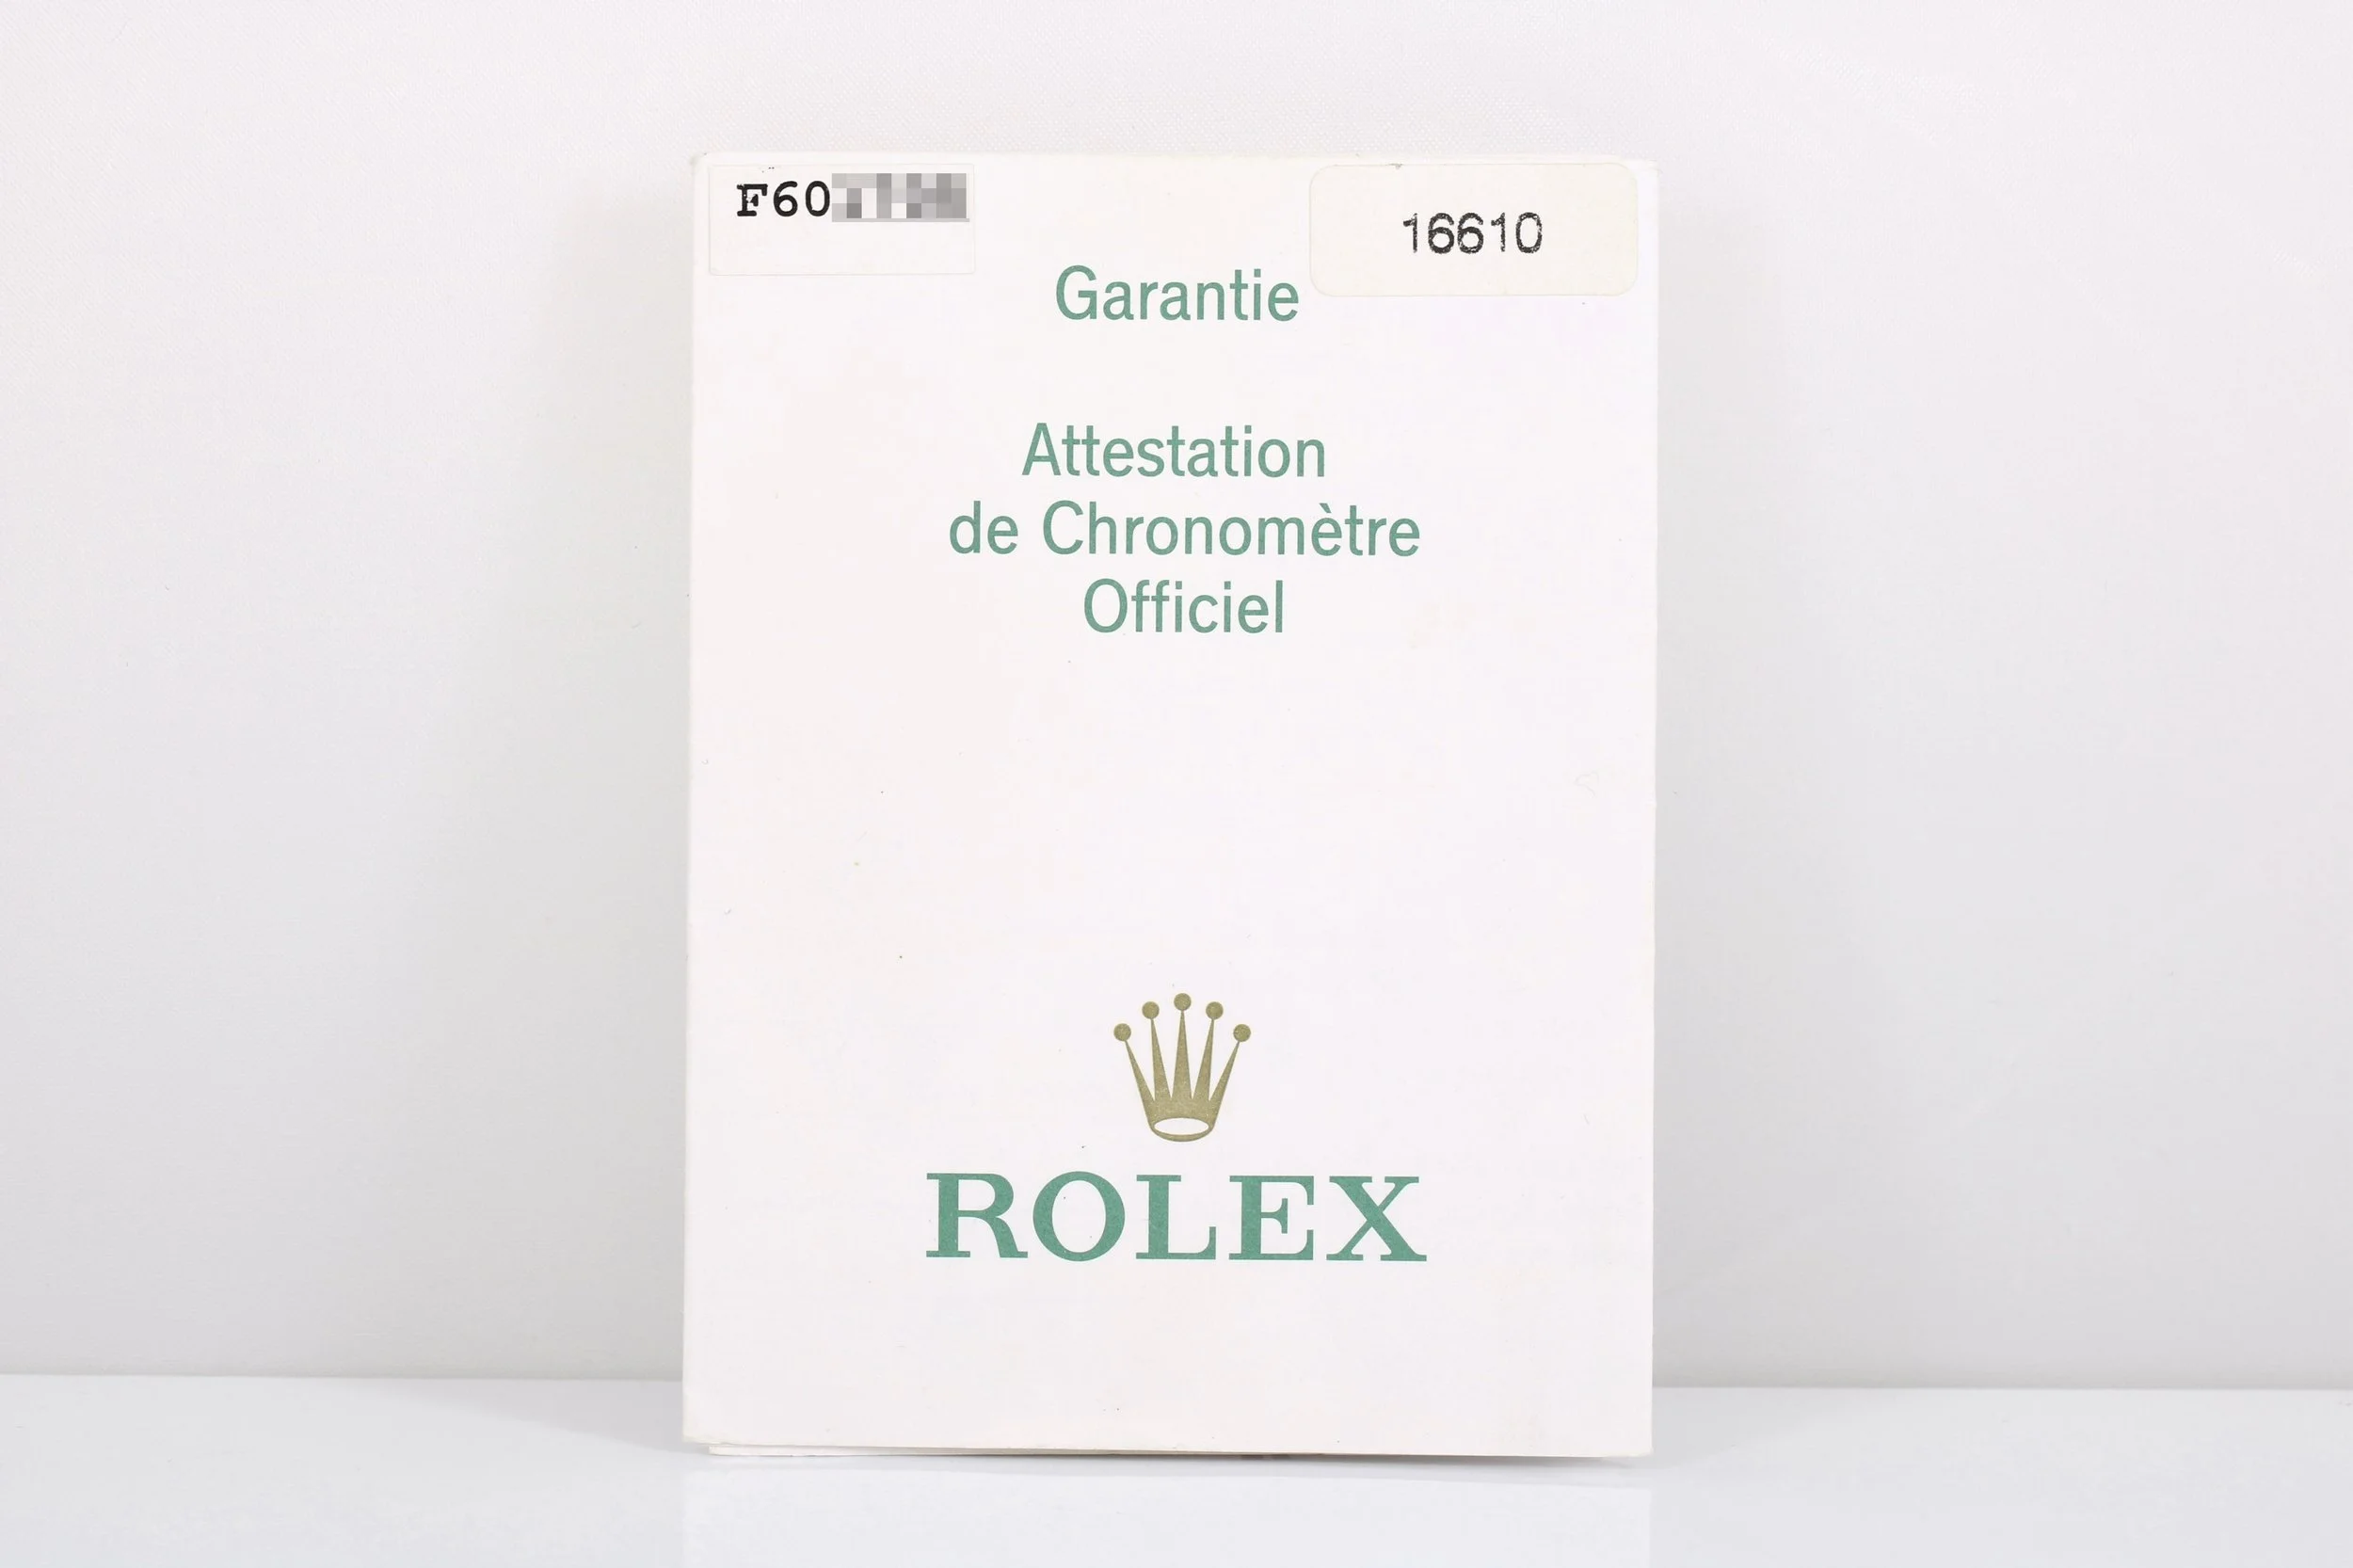 F60
16610
Garantie
Attestation
de Chronomètre
Officiel
ROLEX